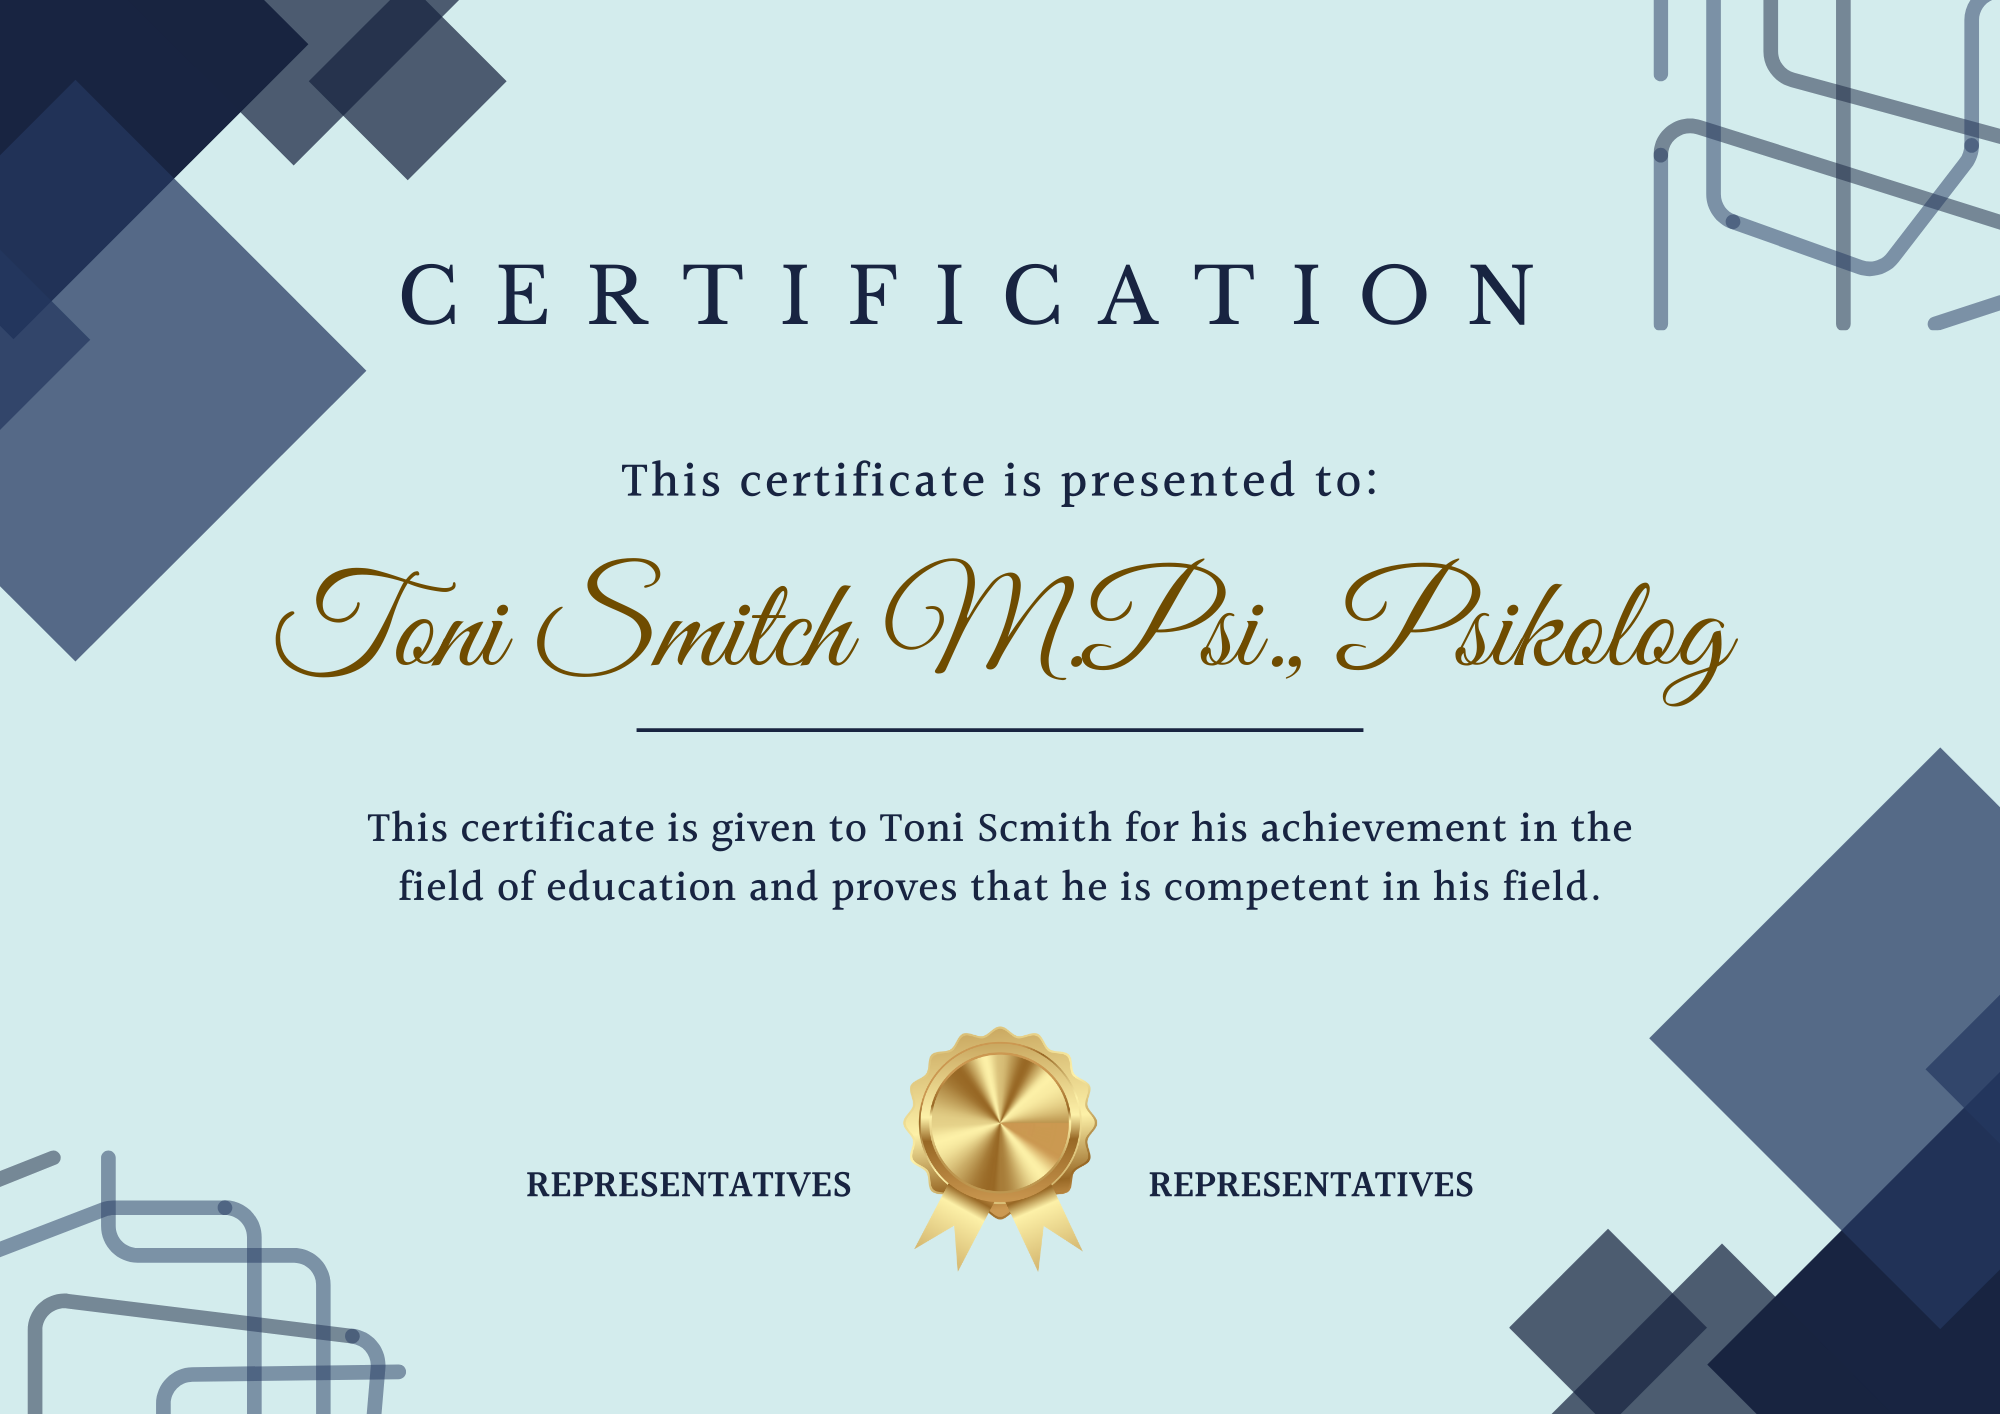 CERTIFICATION
This certificate is presented to:
Toni Smitch M.Psi., Psikolog
This certificate is given to Toni Scmith for his achievement in the
field of education and proves that he is competent in his field.
REPRESENTATIVES REPRESENTATIVES